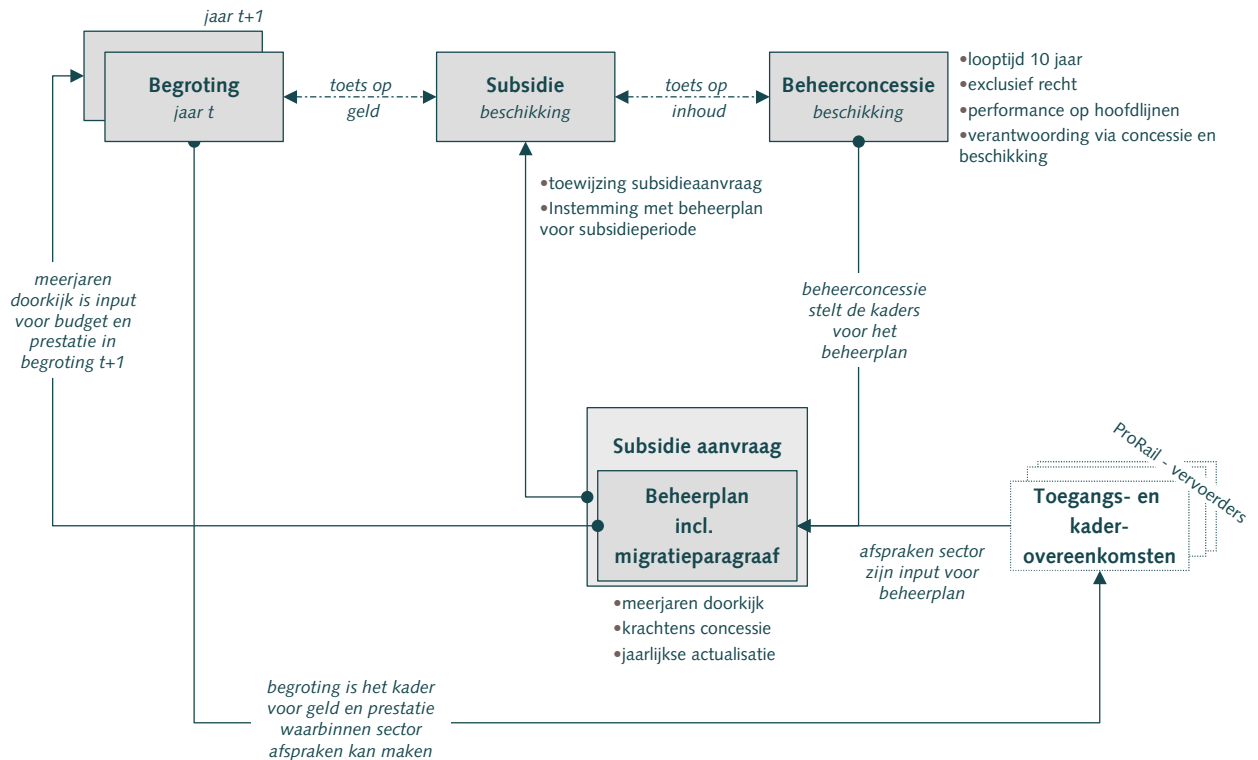 jaar t+1
Begroting
jaar t
toets op
geld
Subsidie
beschikking
toets op
inhoud
Beheerconcessie
beschikking
•looptijd 10 jaar
•exclusief recht
•performance op hoofdlijnen
•verantwoording via concessie en
beschikking
•toewijzing subsidieaanvraag
•Instemming met beheerplan
voor subsidieperiode
meerjaren
doorkijk is input
voor budget en
prestatie in
begroting t+1
beheerconcessie
stelt de kaders
voor het
beheerplan
Subsidie aanvraag
Beheerplan
incl.
migratieparagraaf
•meerjaren doorkijk
•krachtens concessie
•jaarlijkse actualisatie
afspraken sector
zijn input voor
beheerplan
ProRail - vervoerders
Toegangs- en
kader-
overeenkomsten
begroting is het kader
voor geld en prestatie
waarbinnen sector
afspraken kan maken